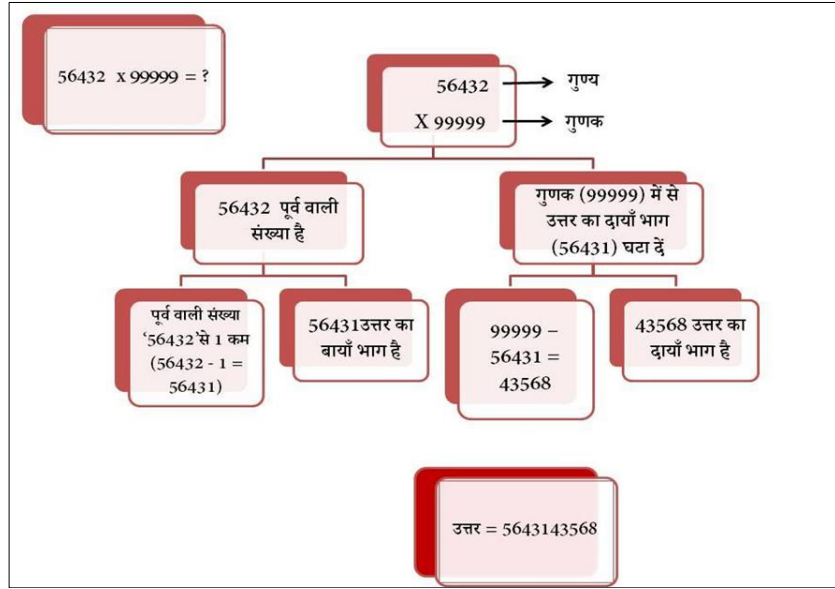 56432 x 99999 = ?
56432 गुण्य
X 99999 गुणक
56432 पूर्व वाली
संख्या है
गुणक (99999) में से
उत्तर का दायाँ भाग
(56431) घटा दें
पूर्व वाली संख्या
'56432'से 1 कम
(56432 - 1 =
56431)
56431उत्तर का
बायाँ भाग है
99999 –
56431 =
43568
43568 उत्तर का
दायाँ भाग है
उत्तर = 5643143568